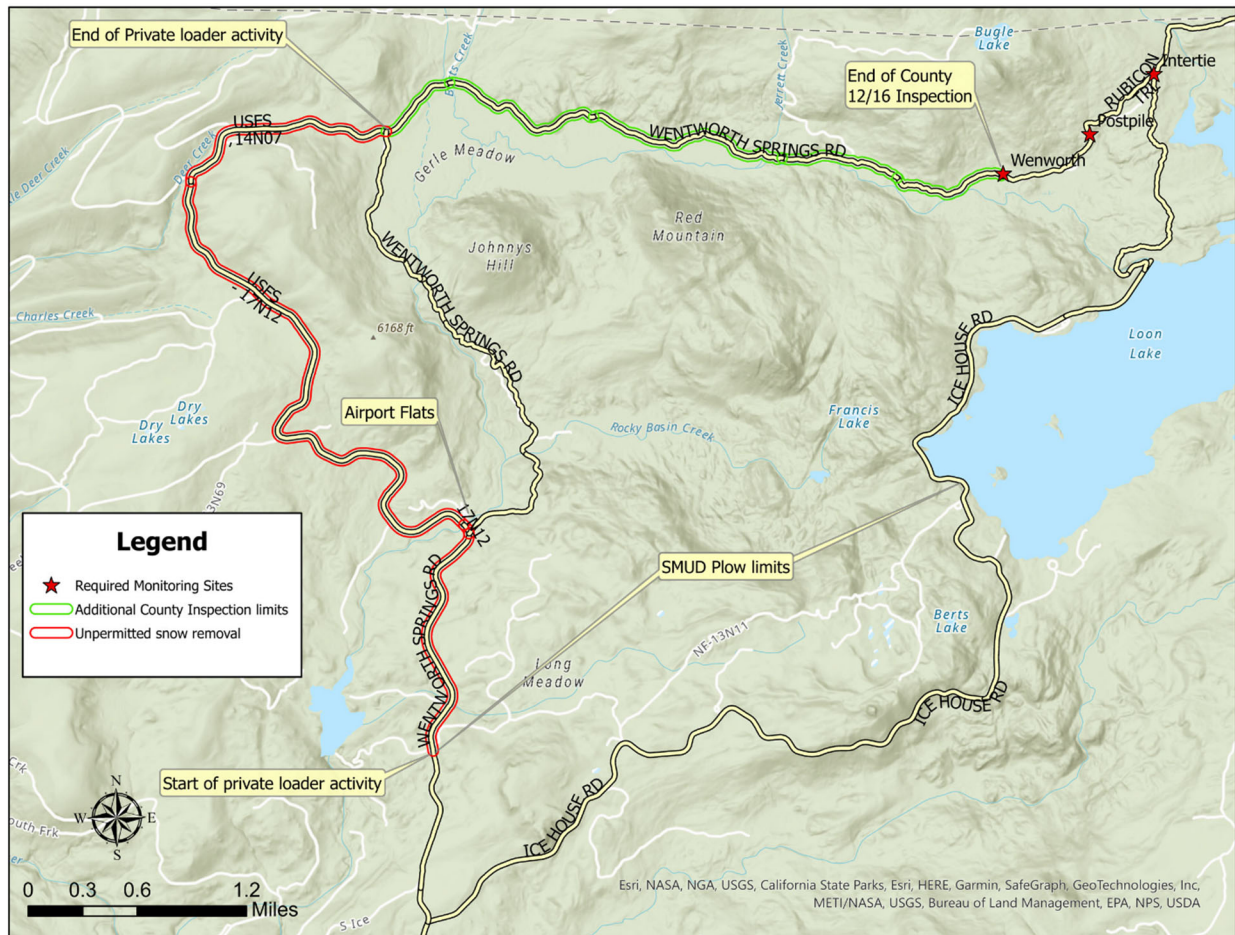 End of Private loader activity
Bugle
Lake
Intertie
RUBICON
TRL
End of County
12/16 Inspection
Postpile
USFS
,14N07
Deer Creek
Jerrett Creek
WENTWORTH SPRINGS RD
Wenworth
Gerle Meadow
Red
Mountain
Johnnys
Hill
WENTWORTH SPRINGS RD
USFS
- 17N12
Charles Creek
6168 ft
ICE HOUSE RD
Loon
Lake
Airport Flats
Dry
Lakes
Dry
Lakes
Francis
Lake
Rocky Basin Creek
17N12
Legend
Required Monitoring Sites
Additional County Inspection limits
Unpermitted snow removal
WENTWORTH SPRINGS RD
SMUD Plow limits
Berts
Lake
NF-13N11
Long
Meadow
ICE HOUSE RD
Start of private loader activity
ICE HOUSE RD
N
W E
S
0 0.3 0.6 1.2
Miles
S Ice
Esri, NASA, NGA, USGS, California State Parks, Esri, HERE, Garmin, SafeGraph, GeoTechnologies, Inc,
METI/NASA, USGS, Bureau of Land Management, EPA, NPS, USDA